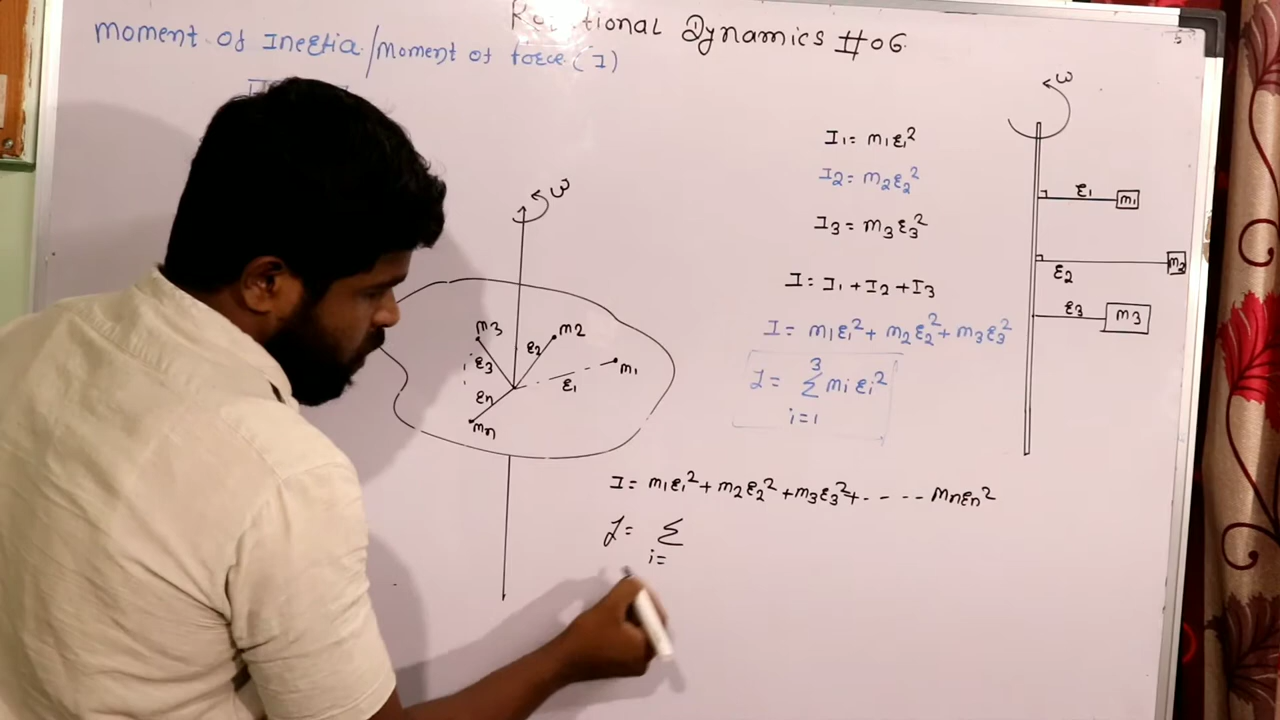 Rotational Dynamics #06.
Moment of Inertia/Moment of force (I)
ω
I1 = m1r1²
I2 = m2r2²
I3 = m3r3²
I = I1 + I2 + I3
I = m1r1² + m2r2² + m3r3²
I = 3 Σ i=1 mi ri²
r1 m1
r2 m2
r3 m3
ω
m3 m2
r3 r2 m1
rn r1
mn
I = m1r1² + m2r2² + m3r3² + - - - - mnrn²
I = Σ
i=